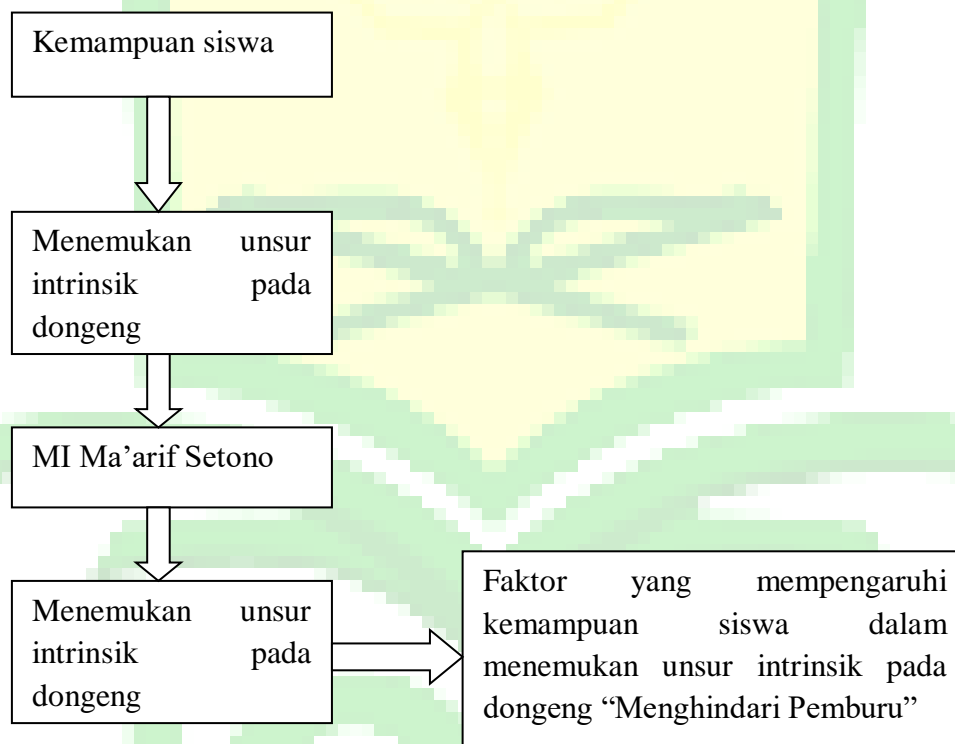 Kemampuan siswa
Menemukan unsur
intrinsik pada
dongeng
MI Ma’arif Setono
Menemukan unsur
intrinsik pada
dongeng
Faktor yang mempengaruhi
kemampuan siswa dalam
menemukan unsur intrinsik pada
dongeng “Menghindari Pemburu”